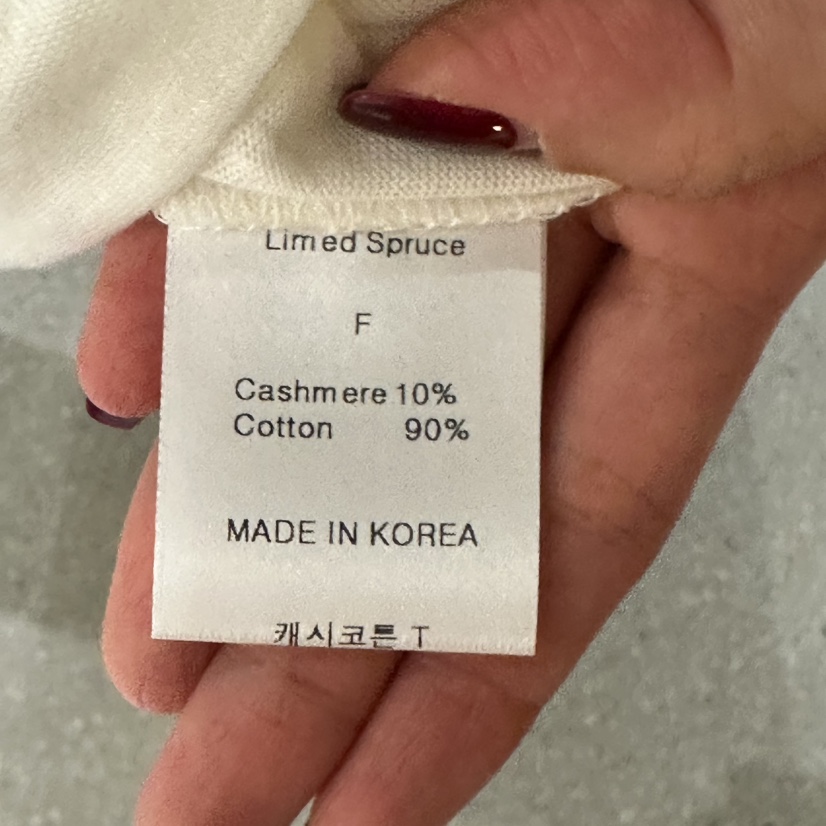 Limed Spruce
F
Cashmere 10%
Cotton 90%
MADE IN KOREA
캐시코튼 T